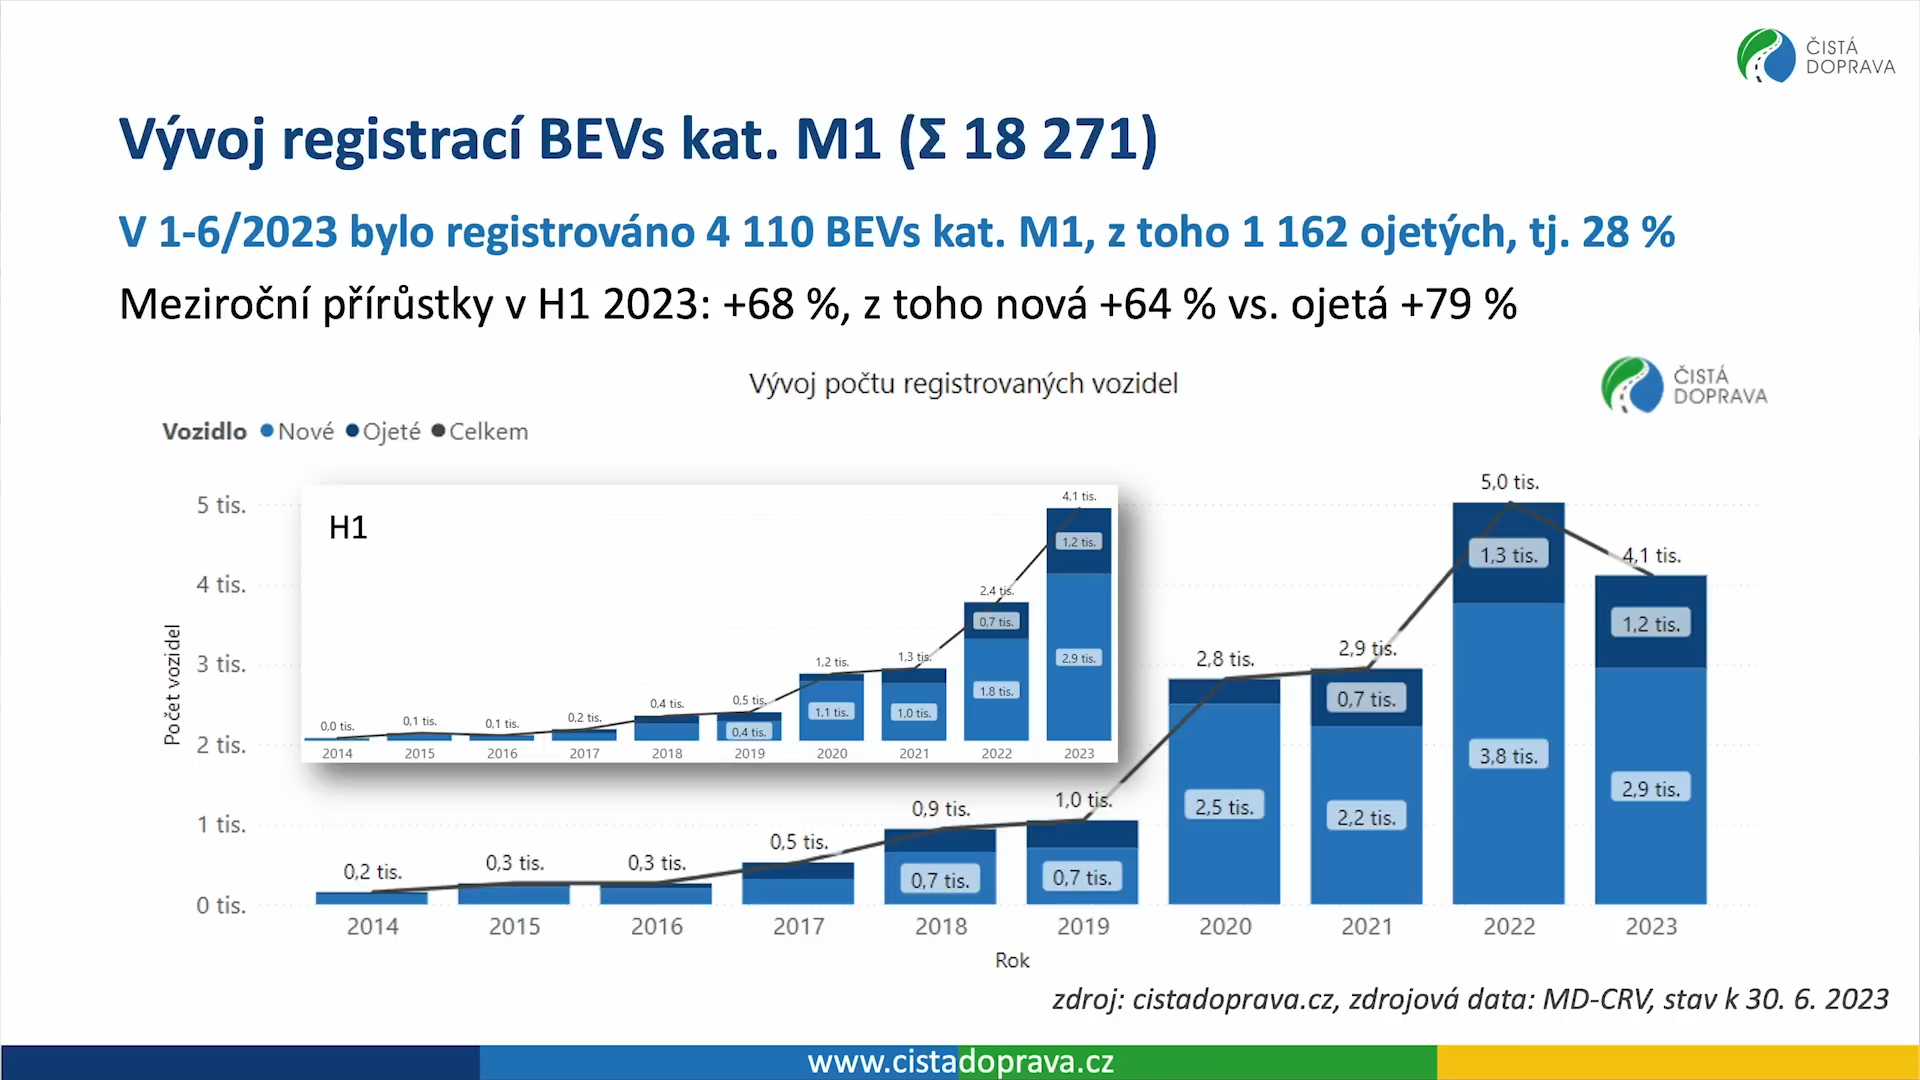 ČISTÁ
DOPRAVA
Vývoj registrací BEVs kat. M1 (Σ 18 271)
V 1-6/2023 bylo registrováno 4 110 BEVs kat. M1, z toho 1 162 ojetých, tj. 28 %
Meziroční přírůstky v H1 2023: +68 %, z toho nová +64 % vs. ojetá +79 %
Vývoj počtu registrovaných vozidel
ČISTÁ
DOPRAVA
Vozidlo Nové Ojeté Celkem
Počet vozidel
5 tis.
4 tis.
3 tis.
2 tis.
1 tis.
0 tis.
H1
0,0 tis.
0,1 tis.
0,1 tis.
0,2 tis.
0,4 tis.
0,5 tis.
0,4 tis.
1,2 tis.
1,1 tis.
1,3 tis.
1,0 tis.
2,4 tis.
0,7 tis.
1.8 tis.
4,1 tis.
1,2 tis.
2,9 tis.
2014 2015 2016 2017 2018 2019 2020 2021 2022 2023
0,2 tis.
0,3 tis.
0,3 tis.
0,5 tis.
0,9 tis.
0,7 tis.
1,0 tis.
0,7 tis.
2,8 tis.
2,5 tis.
2,9 tis.
0,7 tis.
2,2 tis.
5,0 tis.
1,3 tis.
3,8 tis.
4,1 tis.
1,2 tis.
2,9 tis.
2014 2015 2016 2017 2018 2019 2020 2021 2022 2023
Rok
zdroj: cistadoprava.cz, zdrojová data: MD-CRV, stav k 30. 6. 2023
www.cistadoprava.cz